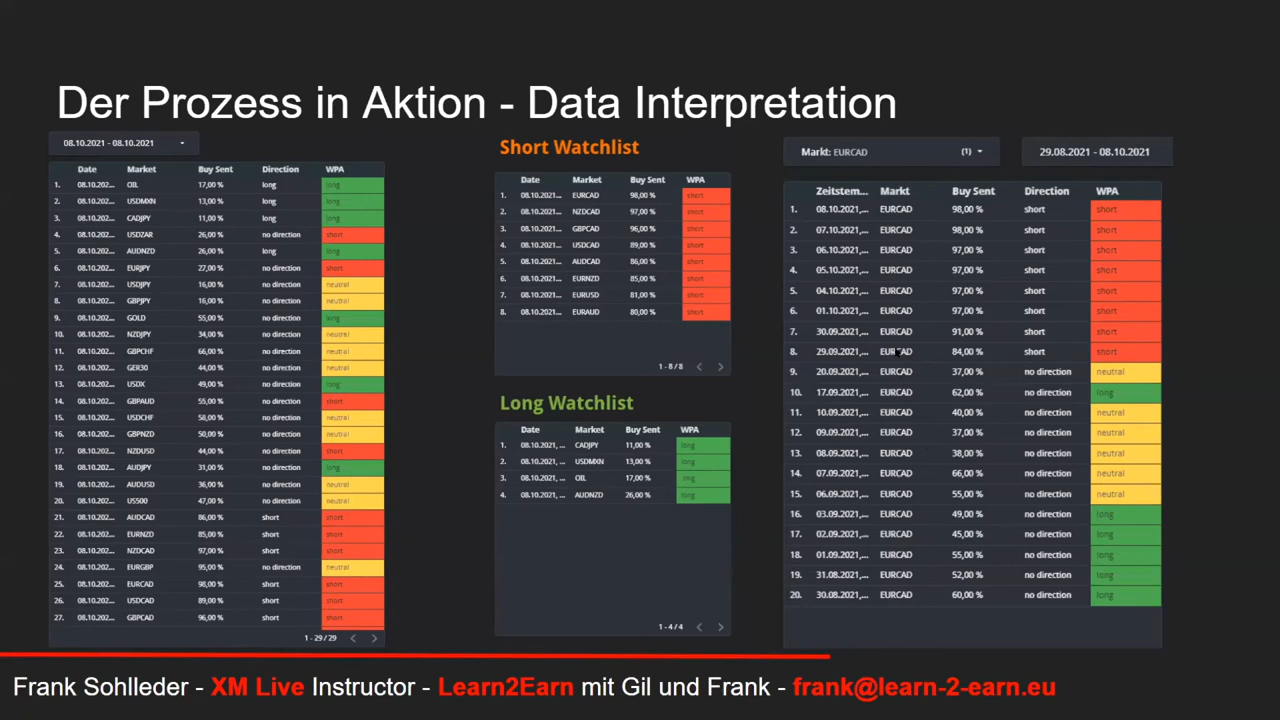 Der Prozess in Aktion - Data Interpretation
08.10.2021 - 08.10.2021
Date Market Buy Sent Direction WPA
1. 08.10.202... OIL 17,00 % long long
2. 08.10.202... USDMXN 13,00 % long long
3. 08.10.202... CADJPY 11,00 % long long
4. 08.10.202... USDZAR 26,00 % no direction short
5. 08.10.202... AUDNZD 26,00 % long long
6. 08.10.202... EURJPY 27,00 % no direction short
7. 08.10.202... USDJPY 16,00 % no direction neutral
8. 08.10.202... GBPJPY 16,00 % no direction neutral
9. 08.10.202... GOLD 55,00 % no direction long
10. 08.10.202... NZDJPY 34,00 % no direction neutral
11. 08.10.202... GBPCHF 66,00 % no direction neutral
12. 08.10.202... GER30 44,00 % no direction neutral
13. 08.10.202... USDX 49,00 % no direction long
14. 08.10.202... GBPAUD 55,00 % no direction short
15. 08.10.202... USDCHF 58,00 % no direction neutral
16. 08.10.202... GBPNZD 50,00 % no direction neutral
17. 08.10.202... NZDUSD 44,00 % no direction short
18. 08.10.202... AUDJPY 31,00 % no direction long
19. 08.10.202... AUDUSD 36,00 % no direction neutral
20. 08.10.202... US500 47,00 % no direction neutral
21. 08.10.202... AUDCAD 86,00 % short short
22. 08.10.202... EURNZD 85,00 % short short
23. 08.10.202... NZDCAD 97,00 % short short
24. 08.10.202... EURGBP 95,00 % no direction neutral
25. 08.10.202... EURCAD 98,00 % short short
26. 08.10.202... USDCAD 89,00 % short short
27. 08.10.202... GBPCAD 96,00 % short short
1 - 29 / 29
Short Watchlist
Date Market Buy Sent WPA
1. 08.10.2021... EURCAD 98,00 % short
2. 08.10.2021... NZDCAD 97,00 % short
3. 08.10.2021... GBPCAD 96,00 % short
4. 08.10.2021... USDCAD 89,00 % short
5. 08.10.2021... AUDCAD 86,00 % short
6. 08.10.2021... EURNZD 85,00 % short
7. 08.10.2021... EURUSD 81,00 % short
8. 08.10.2021... EURAUD 80,00 % short
1 - 8 / 8
Long Watchlist
Date Market Buy Sent WPA
1. 08.10.2021, ... CADJPY 11,00 % long
2. 08.10.2021, ... USDMXN 13,00 % long
3. 08.10.2021, ... OIL 17,00 % long
4. 08.10.2021, ... AUDNZD 26,00 % long
1 - 4 / 4
Markt: EURCAD (1)
29.08.2021 - 08.10.2021
Zeitstem... Markt Buy Sent Direction WPA
1. 08.10.2021,... EURCAD 98,00 % short short
2. 07.10.2021,... EURCAD 98,00 % short short
3. 06.10.2021,... EURCAD 97,00 % short short
4. 05.10.2021,... EURCAD 97,00 % short short
5. 04.10.2021,... EURCAD 97,00 % short short
6. 01.10.2021,... EURCAD 97,00 % short short
7. 30.09.2021,... EURCAD 91,00 % short short
8. 29.09.2021,... EURCAD 84,00 % short short
9. 20.09.2021,... EURCAD 37,00 % no direction neutral
10. 17.09.2021,... EURCAD 62,00 % no direction long
11. 10.09.2021,... EURCAD 40,00 % no direction neutral
12. 09.09.2021,... EURCAD 37,00 % no direction neutral
13. 08.09.2021,... EURCAD 38,00 % no direction neutral
14. 07.09.2021,... EURCAD 66,00 % no direction neutral
15. 06.09.2021,... EURCAD 55,00 % no direction neutral
16. 03.09.2021,... EURCAD 49,00 % no direction long
17. 02.09.2021,... EURCAD 45,00 % no direction long
18. 01.09.2021,... EURCAD 55,00 % no direction long
19. 31.08.2021,... EURCAD 52,00 % no direction long
20. 30.08.2021,... EURCAD 60,00 % no direction long
Frank Sohlleder - XM Live Instructor - Learn2Earn mit Gil und Frank - frank@learn-2-earn.eu